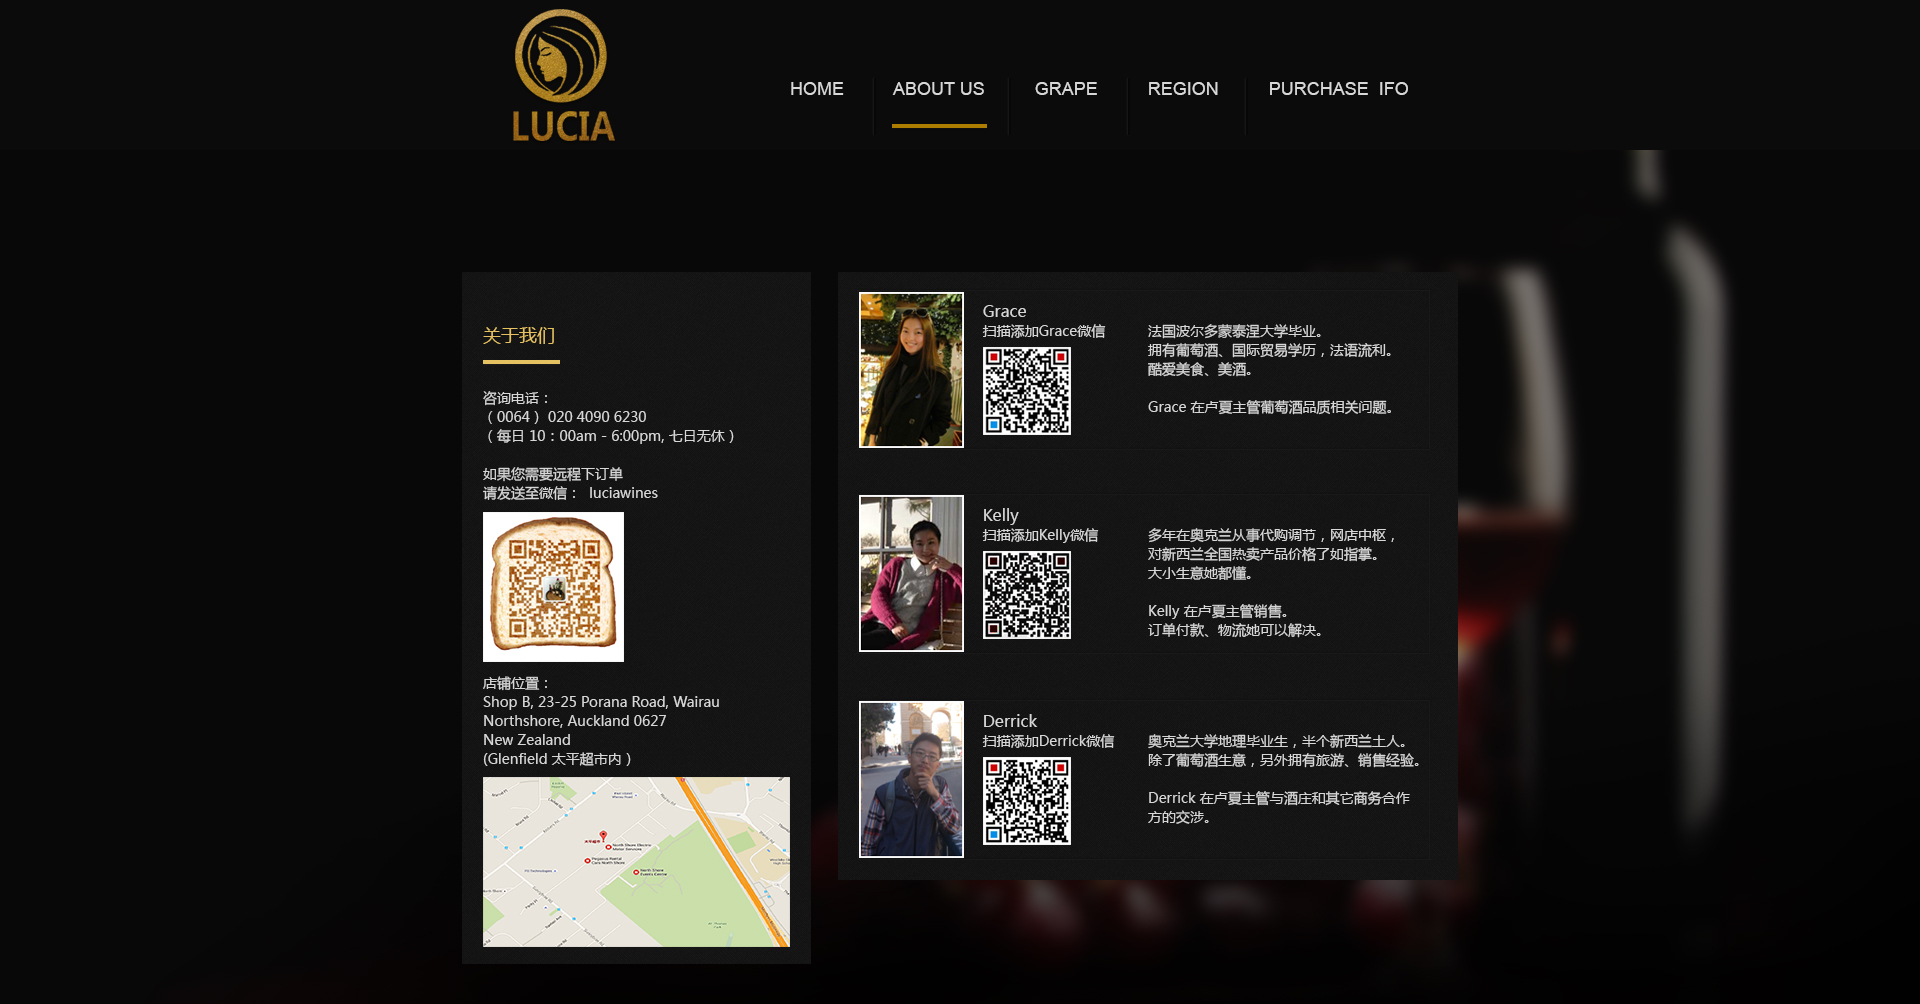 LUCIA
HOME
ABOUT US
GRAPE
REGION
PURCHASE IFO
关于我们
咨询电话：
（0064）020 4090 6230
（每日 10：00am - 6:00pm, 七日无休）
如果您需要远程下订单
请发送至微信： luciawines
店铺位置：
Shop B, 23-25 Porana Road, Wairau
Northshore, Auckland 0627
New Zealand
(Glenfield 太平超市内）
Grace
扫描添加Grace微信
法国波尔多蒙泰涅大学毕业。
拥有葡萄酒、国际贸易学历，法语流利。
酷爱美食、美酒。
Grace 在卢夏主管葡萄酒品质相关问题。
Kelly
扫描添加Kelly微信
多年在奥克兰从事代购调节，网店中枢，
对新西兰全国热卖产品价格了如指掌。
大小生意她都懂。
Kelly 在卢夏主管销售。
订单付款、物流她可以解决。
Derrick
扫描添加Derrick微信
奥克兰大学地理毕业生，半个新西兰土人。
除了葡萄酒生意，另外拥有旅游、销售经验。
Derrick 在卢夏主管与酒庄和其它商务合作
方的交涉。